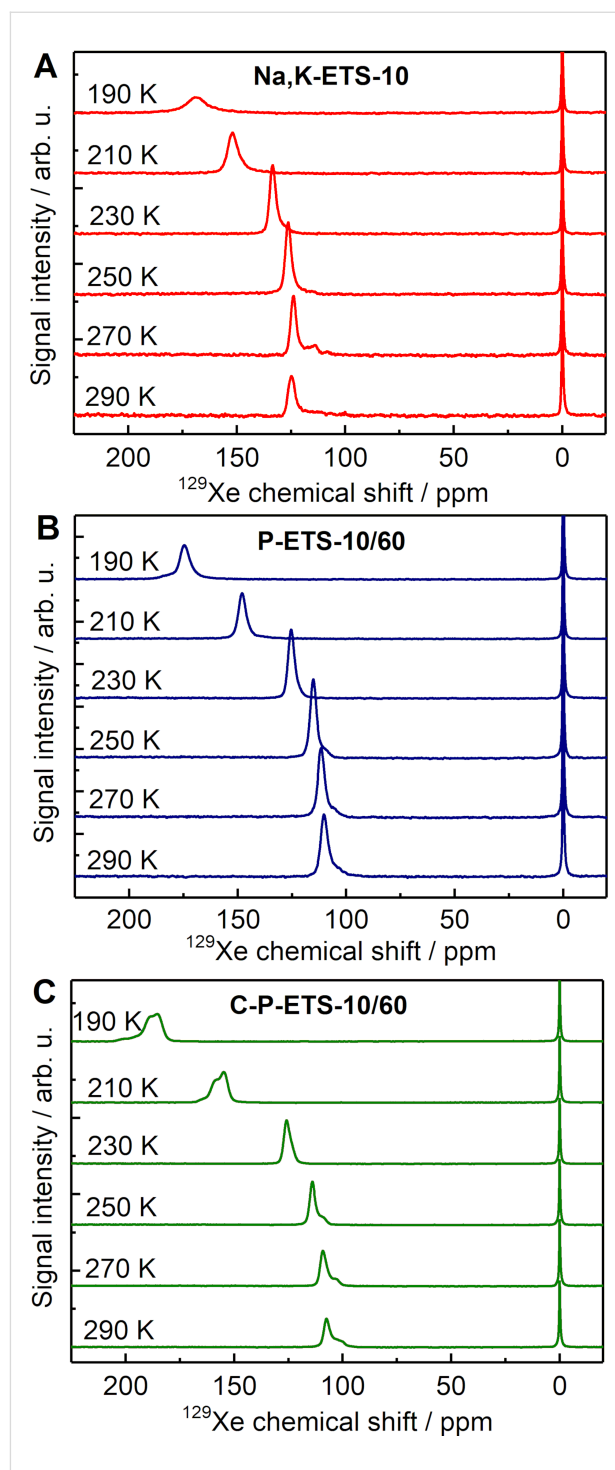 A
Na,K-ETS-10
190 K
210 K
230 K
250 K
270 K
290 K
Signal intensity / arb. u.
200 150 100 50 0
¹²⁹Xe chemical shift / ppm
B
P-ETS-10/60
190 K
210 K
230 K
250 K
270 K
290 K
Signal intensity / arb. u.
200 150 100 50 0
¹²⁹Xe chemical shift / ppm
C
C-P-ETS-10/60
190 K
210 K
230 K
250 K
270 K
290 K
Signal intensity / arb. u.
200 150 100 50 0
¹²⁹Xe chemical shift / ppm